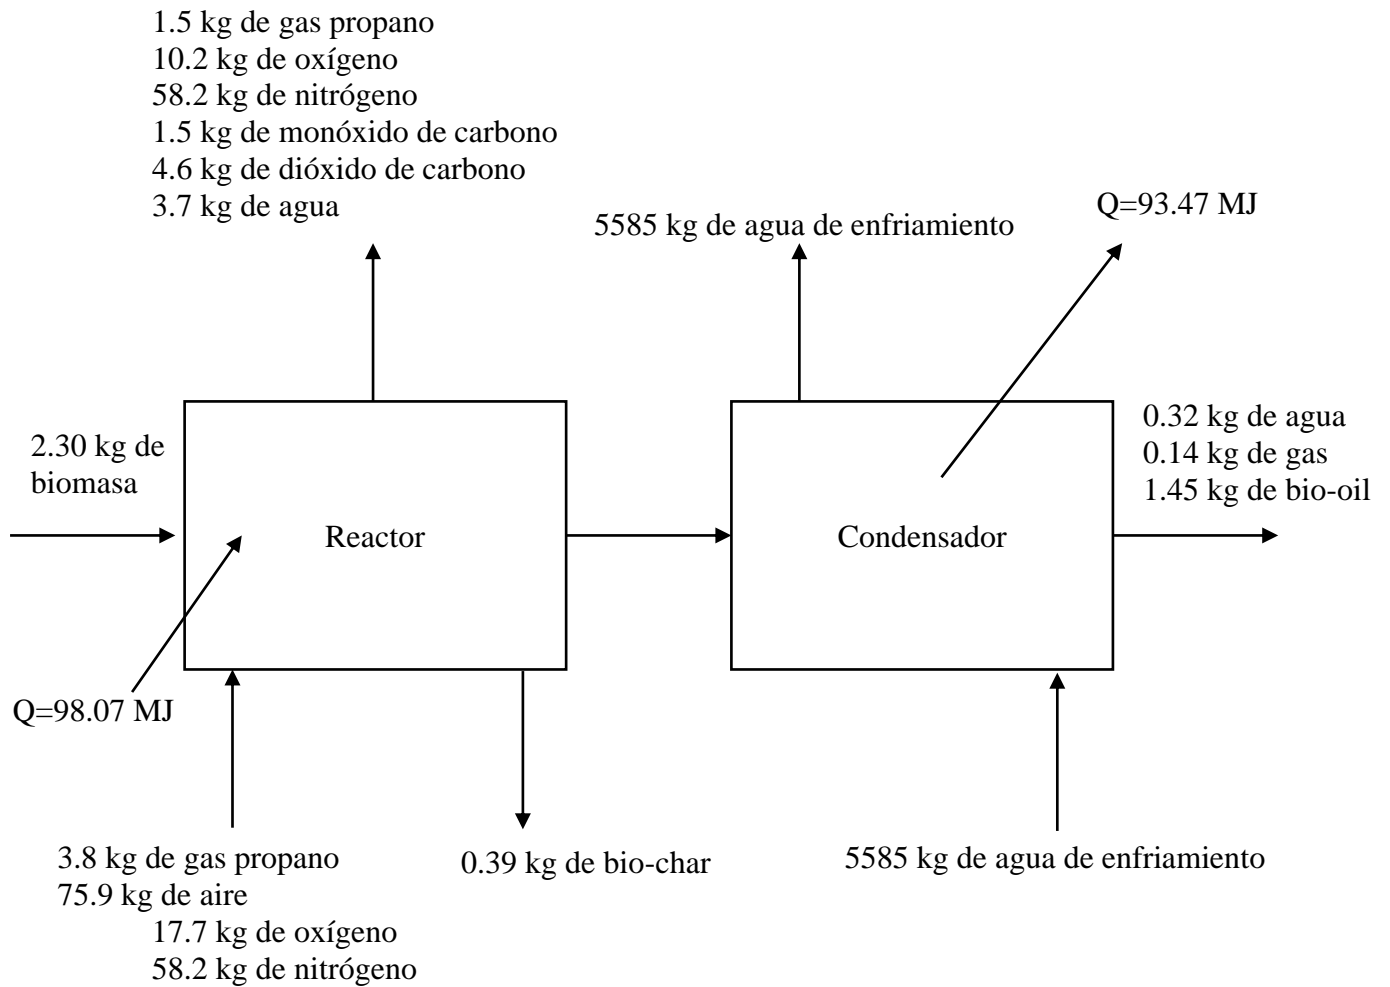 1.5 kg de gas propano
10.2 kg de oxígeno
58.2 kg de nitrógeno
1.5 kg de monóxido de carbono
4.6 kg de dióxido de carbono
3.7 kg de agua
5585 kg de agua de enfriamiento
Q=93.47 MJ
2.30 kg de
biomasa
Reactor
Condensador
0.32 kg de agua
0.14 kg de gas
1.45 kg de bio-oil
Q=98.07 MJ
3.8 kg de gas propano
75.9 kg de aire
17.7 kg de oxígeno
58.2 kg de nitrógeno
0.39 kg de bio-char
5585 kg de agua de enfriamiento